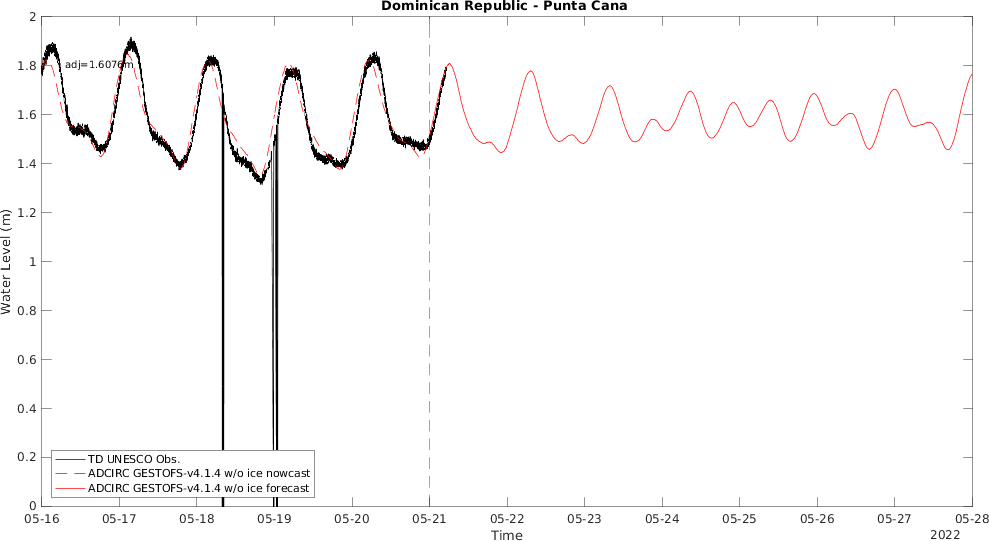 Dominican Republic - Punta Cana
2
1.8
1.6
1.4
1.2
1
0.8
0.6
0.4
0.2
0
Water Level (m)
adj=1.6076m
TD UNESCO Obs.
ADCIRC GESTOFS-v4.1.4 w/o ice nowcast
ADCIRC GESTOFS-v4.1.4 w/o ice forecast
05-16 05-17 05-18 05-19 05-20 05-21 05-22 05-23 05-24 05-25 05-26 05-27 05-28
Time
2022